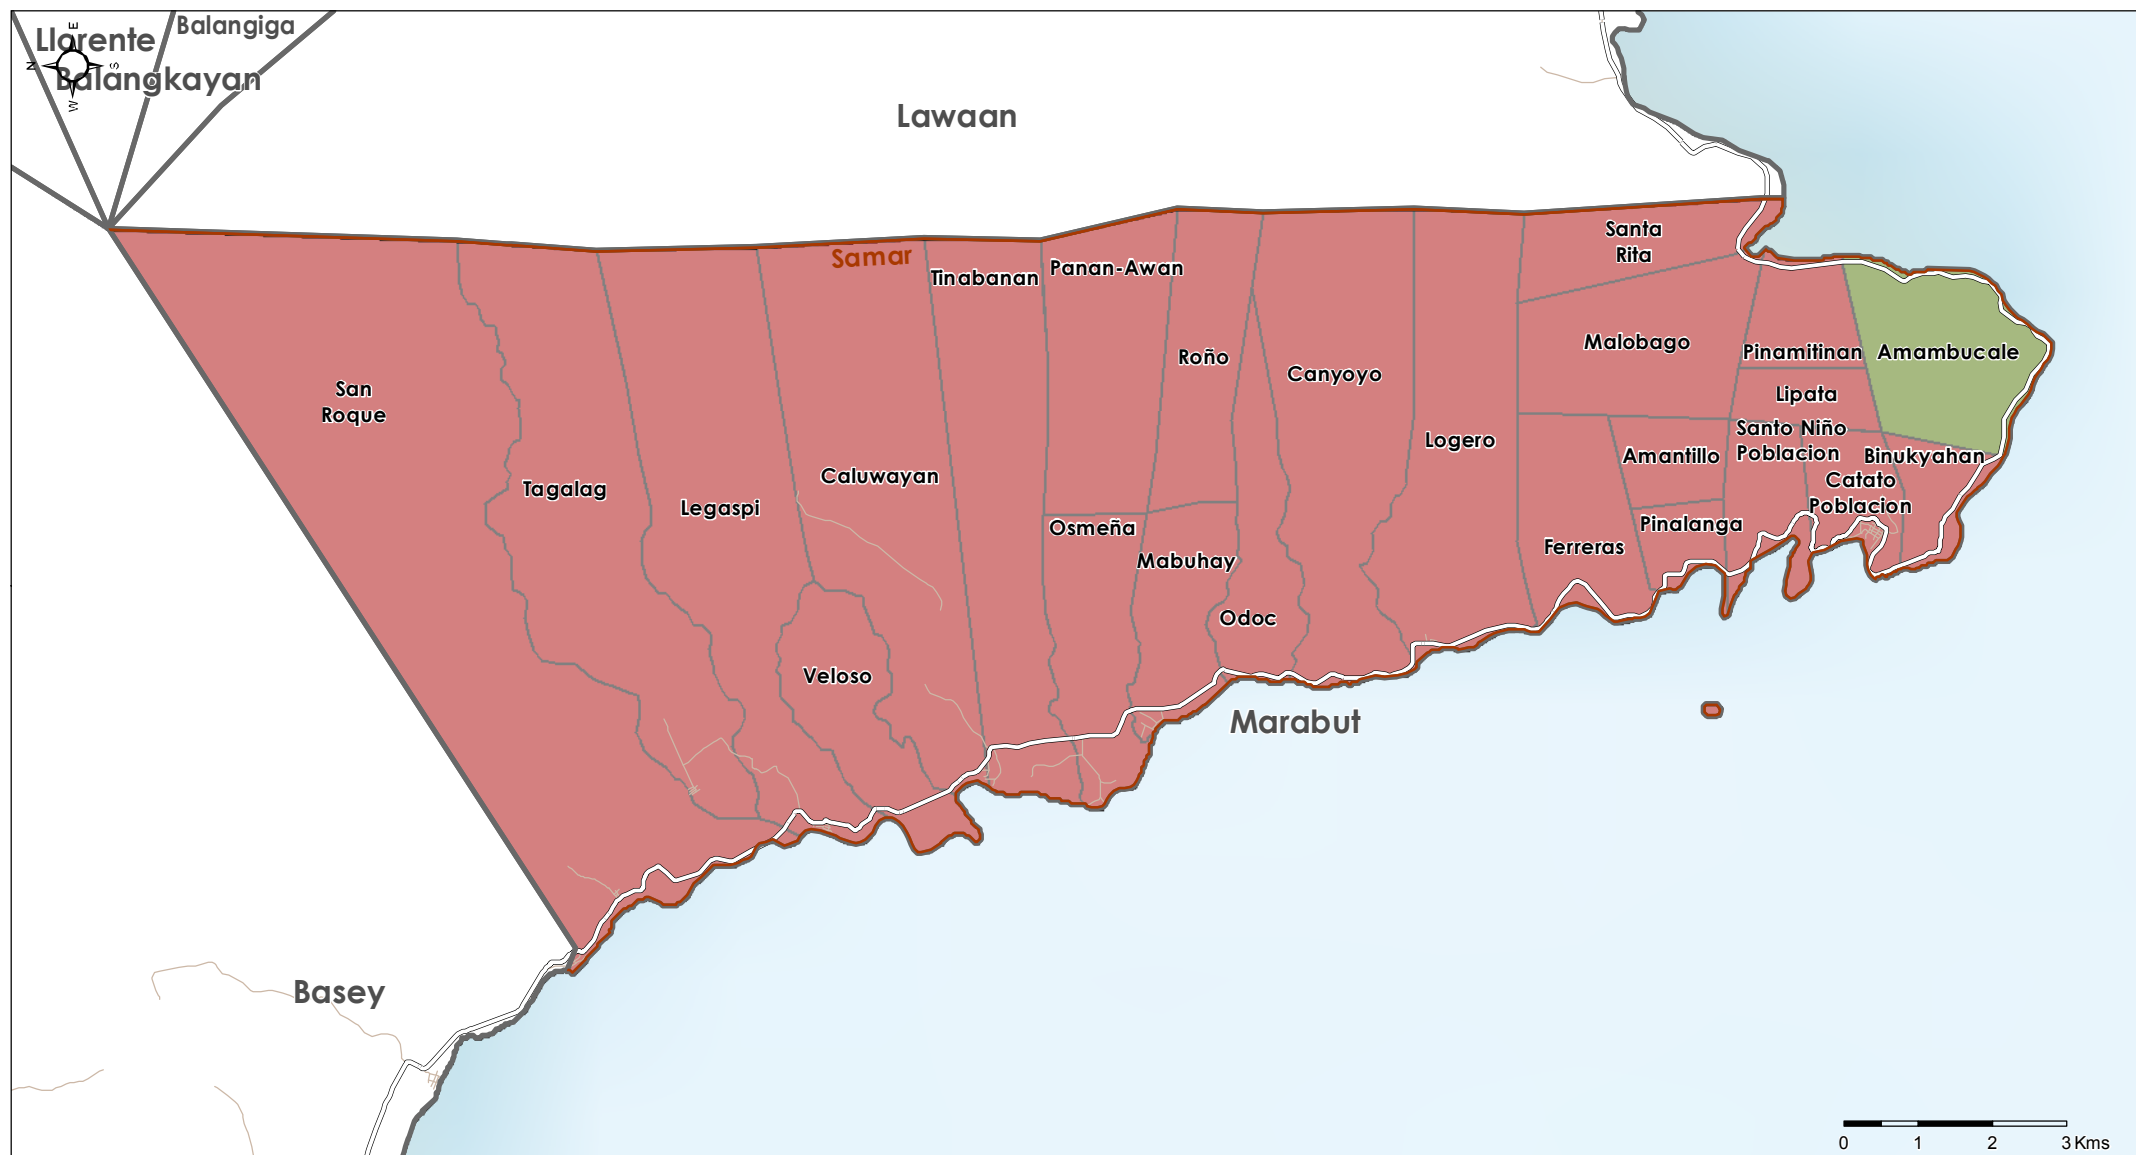 Balangiga
Llorente
E
N
S
W
Balangkayan
Lawaan
Santa
Rita
Samar
Tinabanan
Panan-Awan
Malobago
Pinamitinan
Amambucale
Roño
Canyoyo
San
Roque
Lipata
Santo Niño
Poblacion
Logero
Amantillo
Binukyahan
Caluwayan
Catato
Poblacion
Tagalag
Legaspi
Osmeña
Pinalanga
Ferreras
Mabuhay
Odoc
Veloso
Marabut
Basey
0 1 2 3 Kms